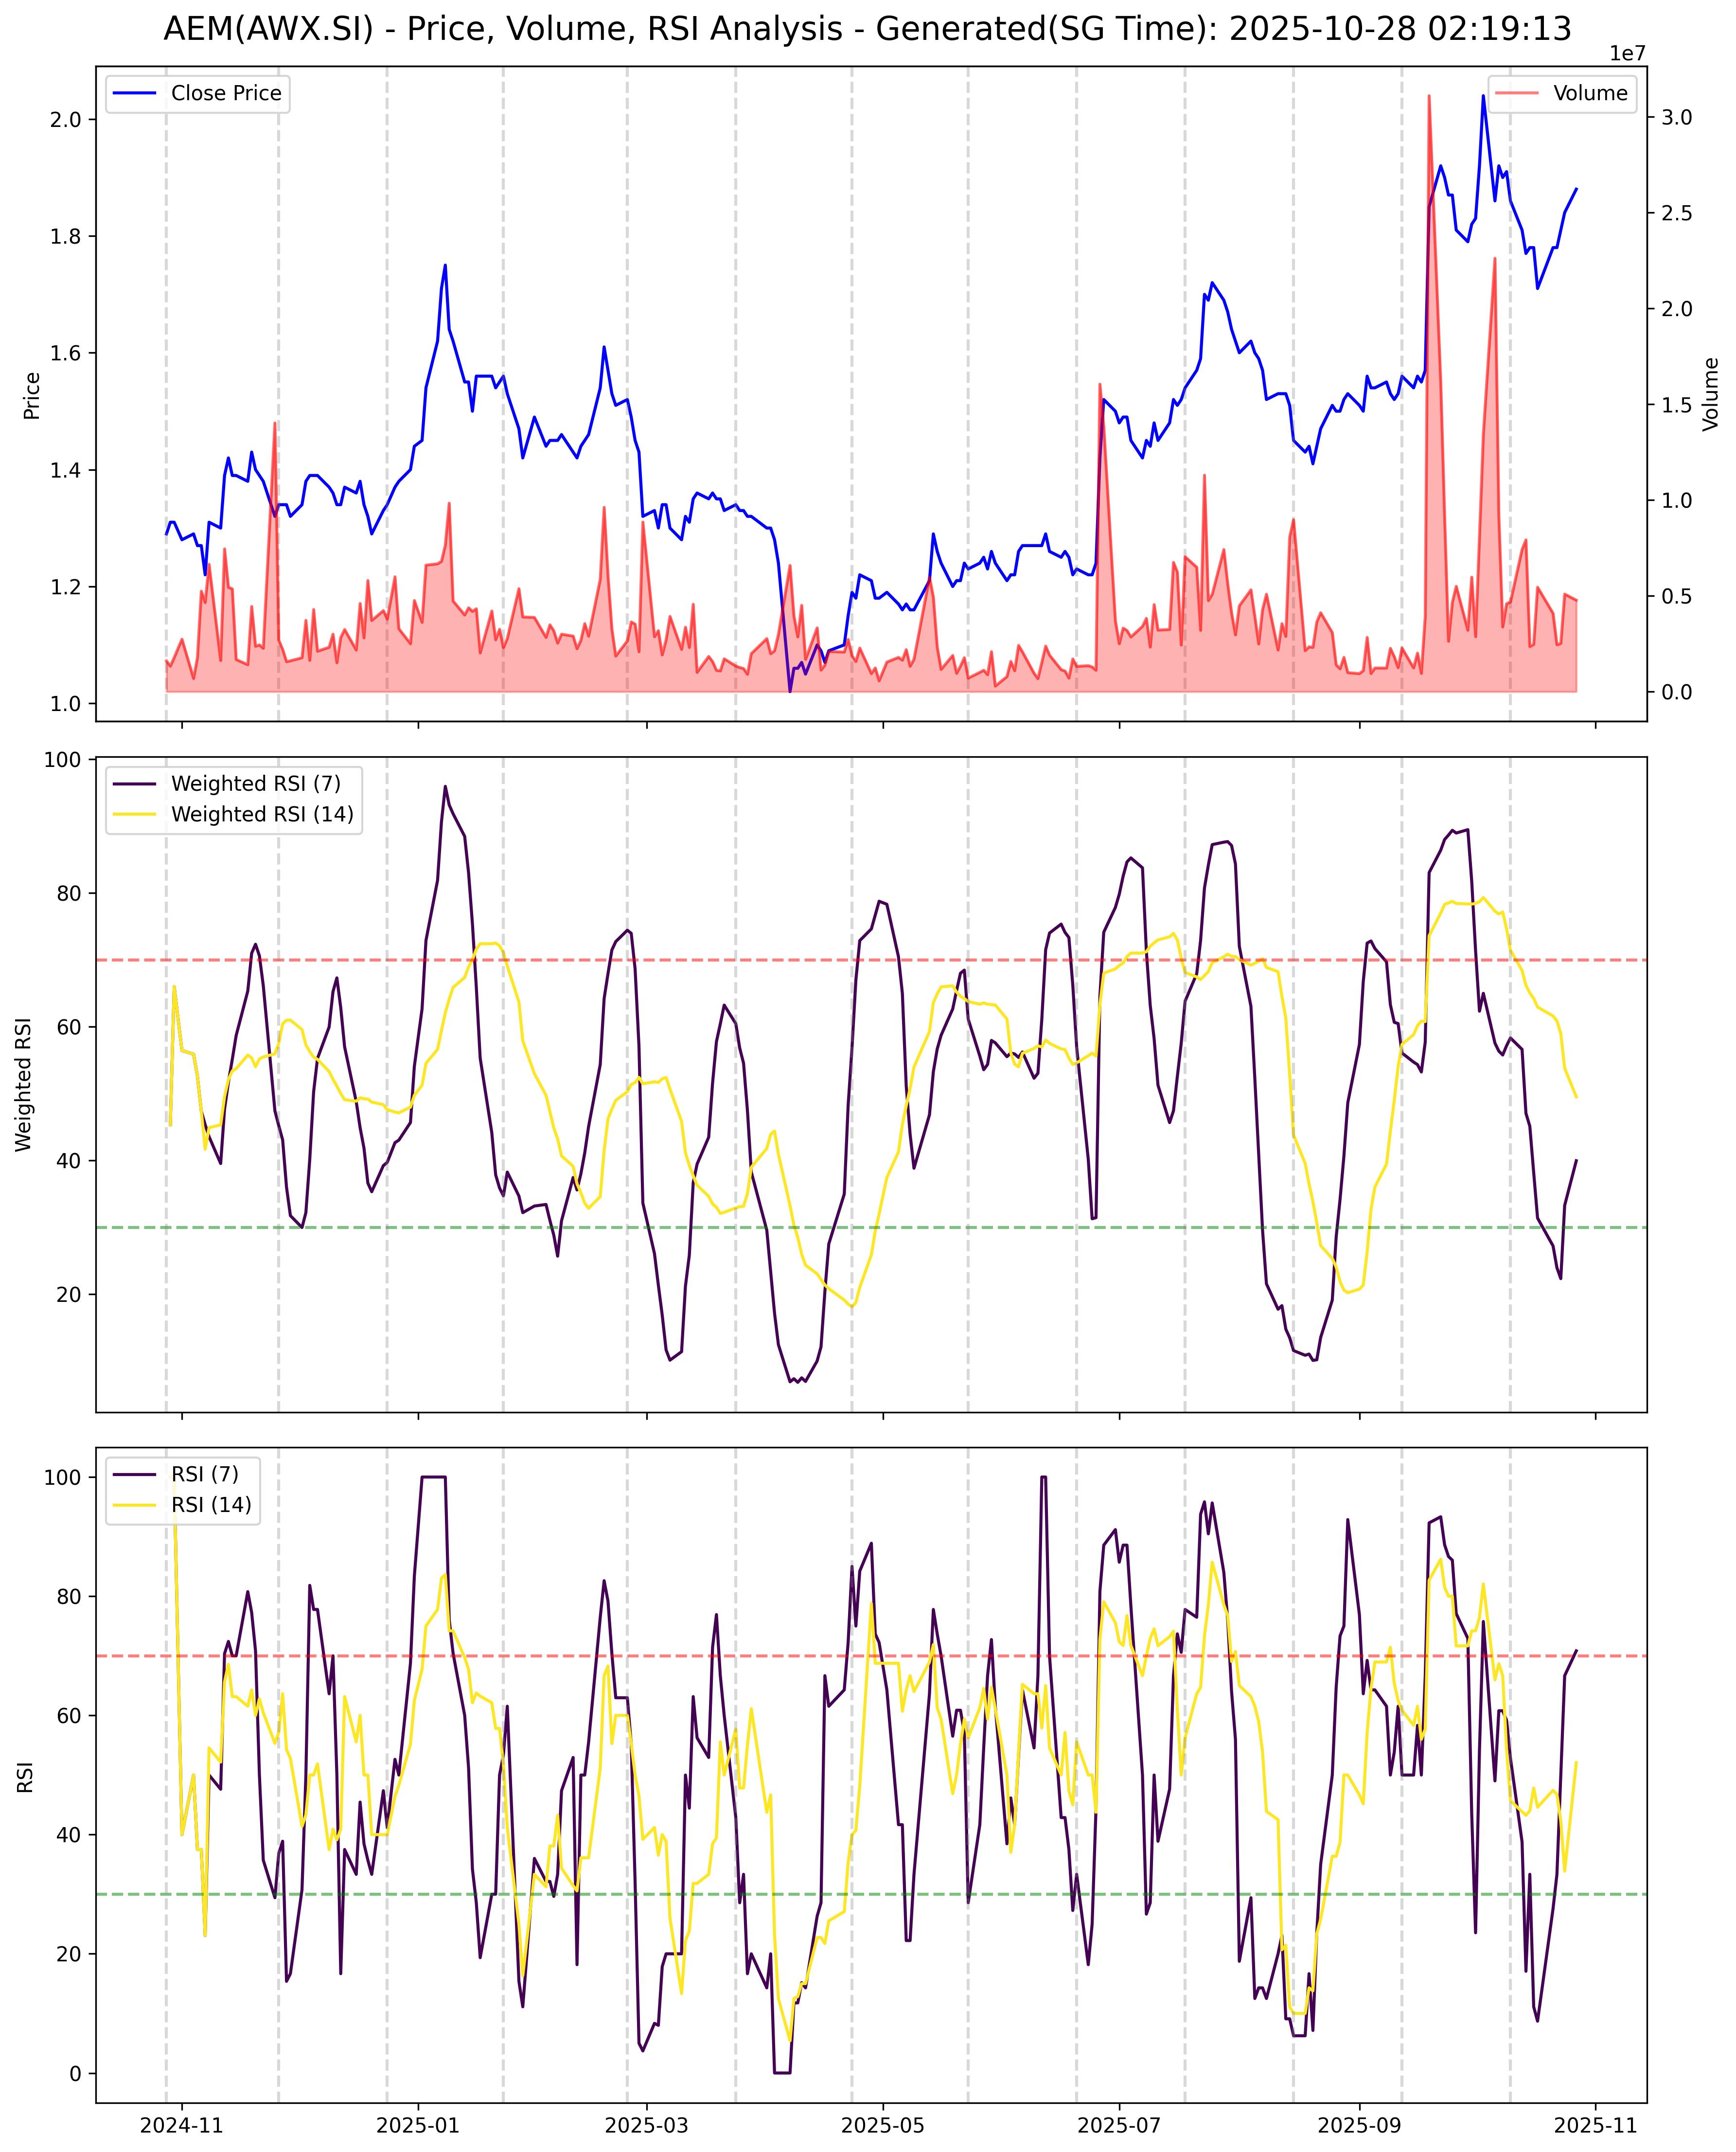 AEM(AWX.SI) - Price, Volume, RSI Analysis - Generated(SG Time): 2025-10-28 02:19:13
1e7
Close Price
Volume
2.0
1.8
1.6
1.4
1.2
1.0
Price
3.0
2.5
2.0
1.5
1.0
0.5
0.0
Volume
Weighted RSI (7)
Weighted RSI (14)
100
80
60
40
20
Weighted RSI
RSI (7)
RSI (14)
100
80
60
40
20
0
RSI
2024-11
2025-01
2025-03
2025-05
2025-07
2025-09
2025-11